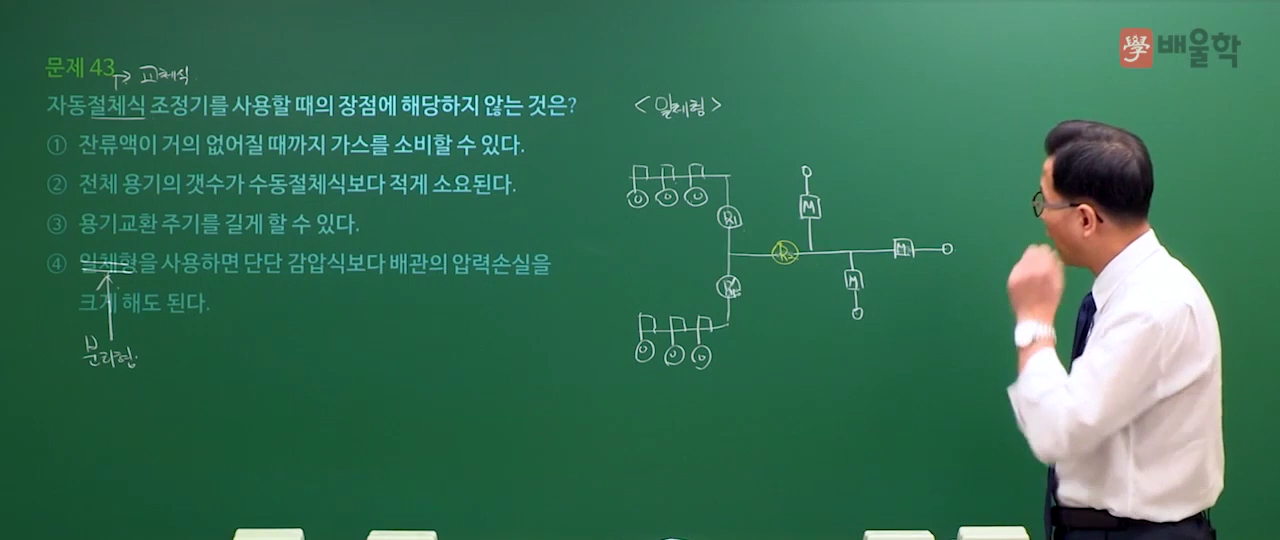 學 배울학
문제 43
→ 교체식
자동절체식 조정기를 사용할 때의 장점에 해당하지 않는 것은?
① 잔류액이 거의 없어질 때까지 가스를 소비할 수 있다.
② 전체 용기의 갯수가 수동절체식보다 적게 소요된다.
③ 용기교환 주기를 길게 할 수 있다.
④ 일체형을 사용하면 단단 감압식보다 배관의 압력손실을
크게 해도 된다.
분리형.
<일체형>
R₁
M
R₂
M
M